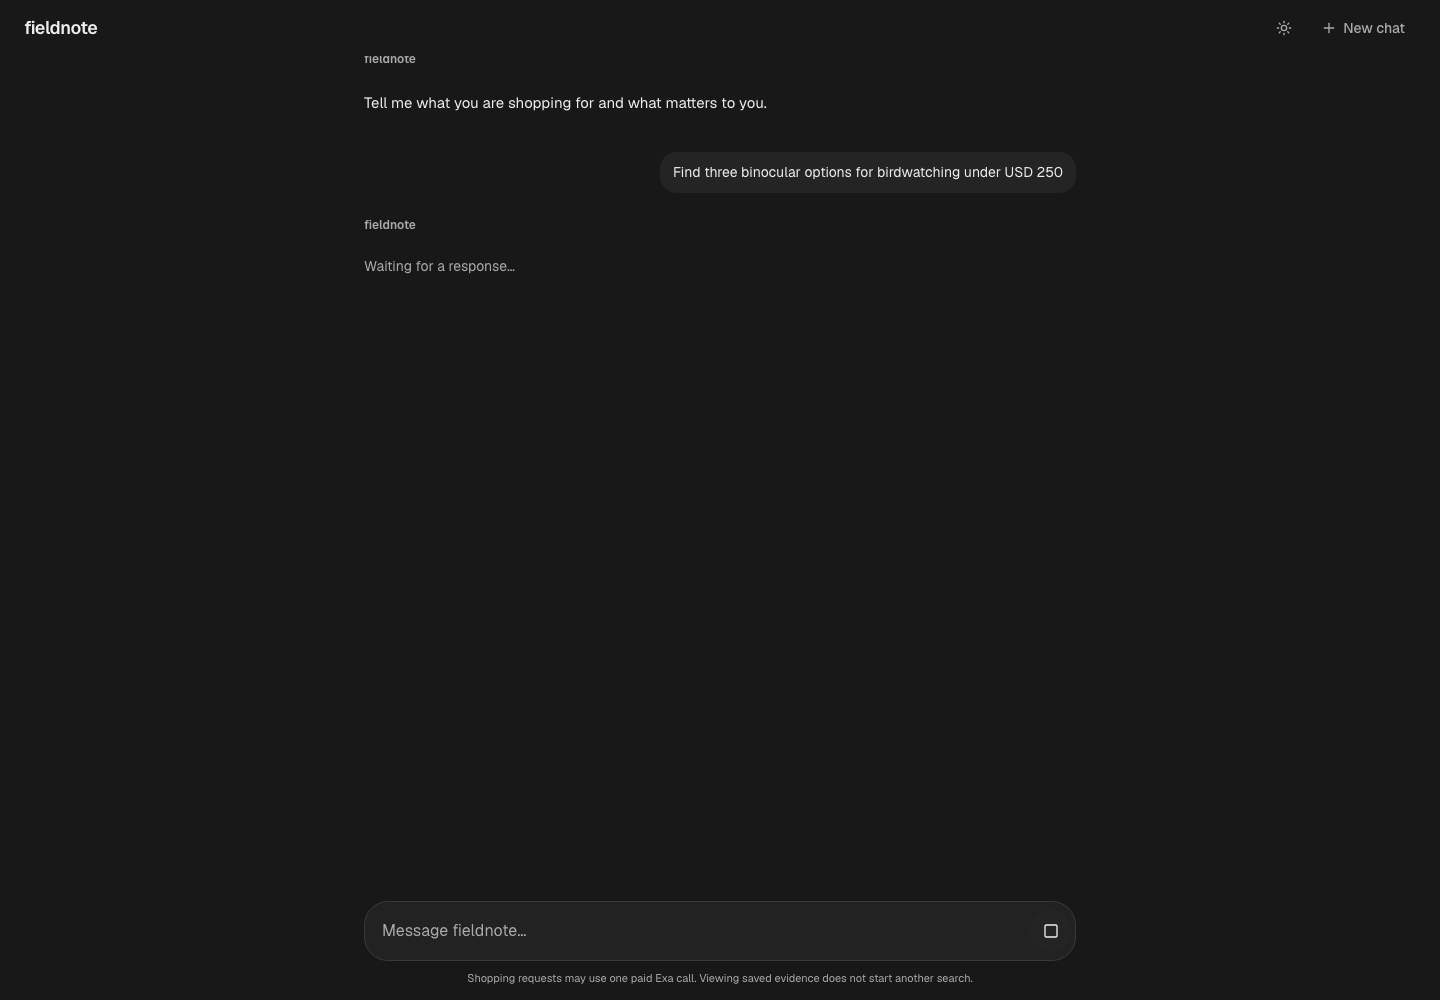 fieldnote
New chat
fieldnote
Tell me what you are shopping for and what matters to you.
Find three binocular options for birdwatching under USD 250
fieldnote
Waiting for a response…
Message fieldnote…
Shopping requests may use one paid Exa call. Viewing saved evidence does not start another search.